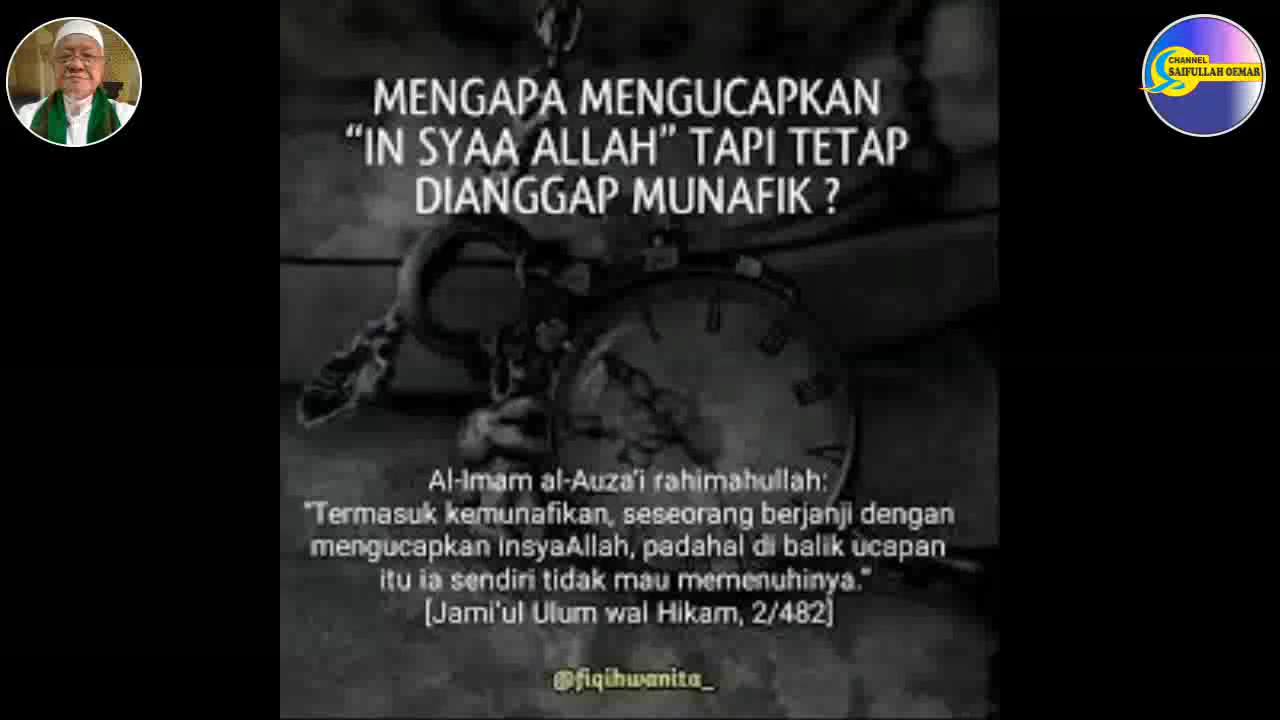 CHANNEL
SAIFULLAH OEMAR
MENGAPA MENGUCAPKAN
“IN SYAA ALLAH” TAPI TETAP
DIANGGAP MUNAFIK ?
Al-Imam al-Auza'i rahimahullah:
"Termasuk kemunafikan, seseorang berjanji dengan
mengucapkan insyaAllah, padahal di balik ucapan
itu ia sendiri tidak mau memenuhinya."
[Jami'ul Ulum wal Hikam, 2/482]
@fiqihwanita_